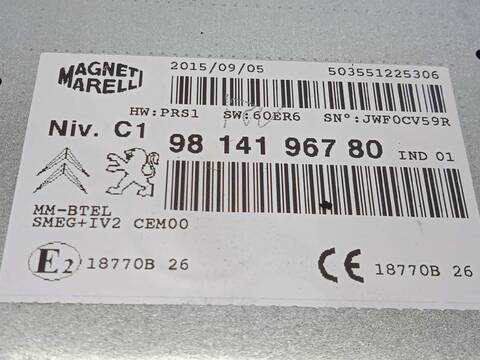 MAGNETI MARELLI
2015/09/05 503551225306
HW:PRS1 SW:60ER6 SN°:JWF0CV59R
Niv. C1 98 141 967 80 IND 01
MM-BTEL
SMEG+IV2 CEM00
E2 18770B 26 CE 18770B 26